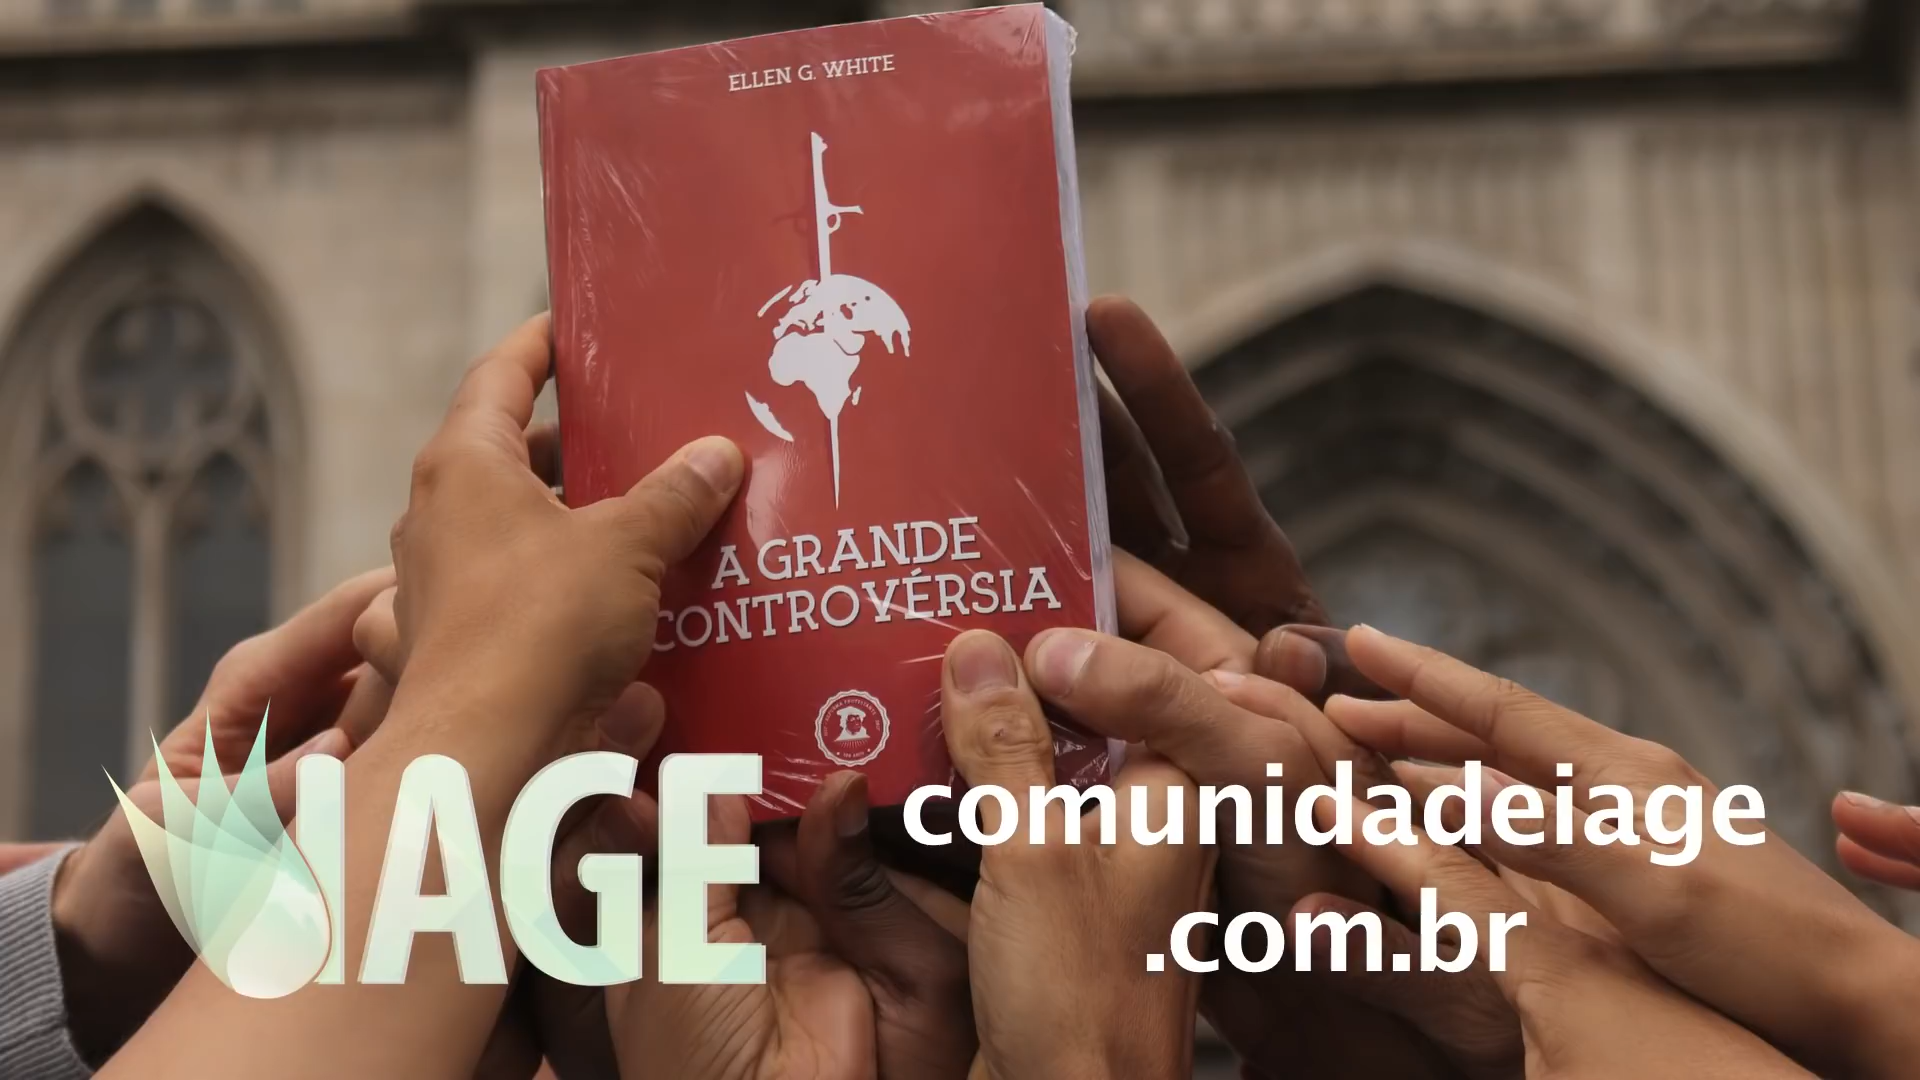 ELLEN G. WHITE
A GRANDE
CONTROVÉRSIA
IAGE
comunidadeiage
.com.br